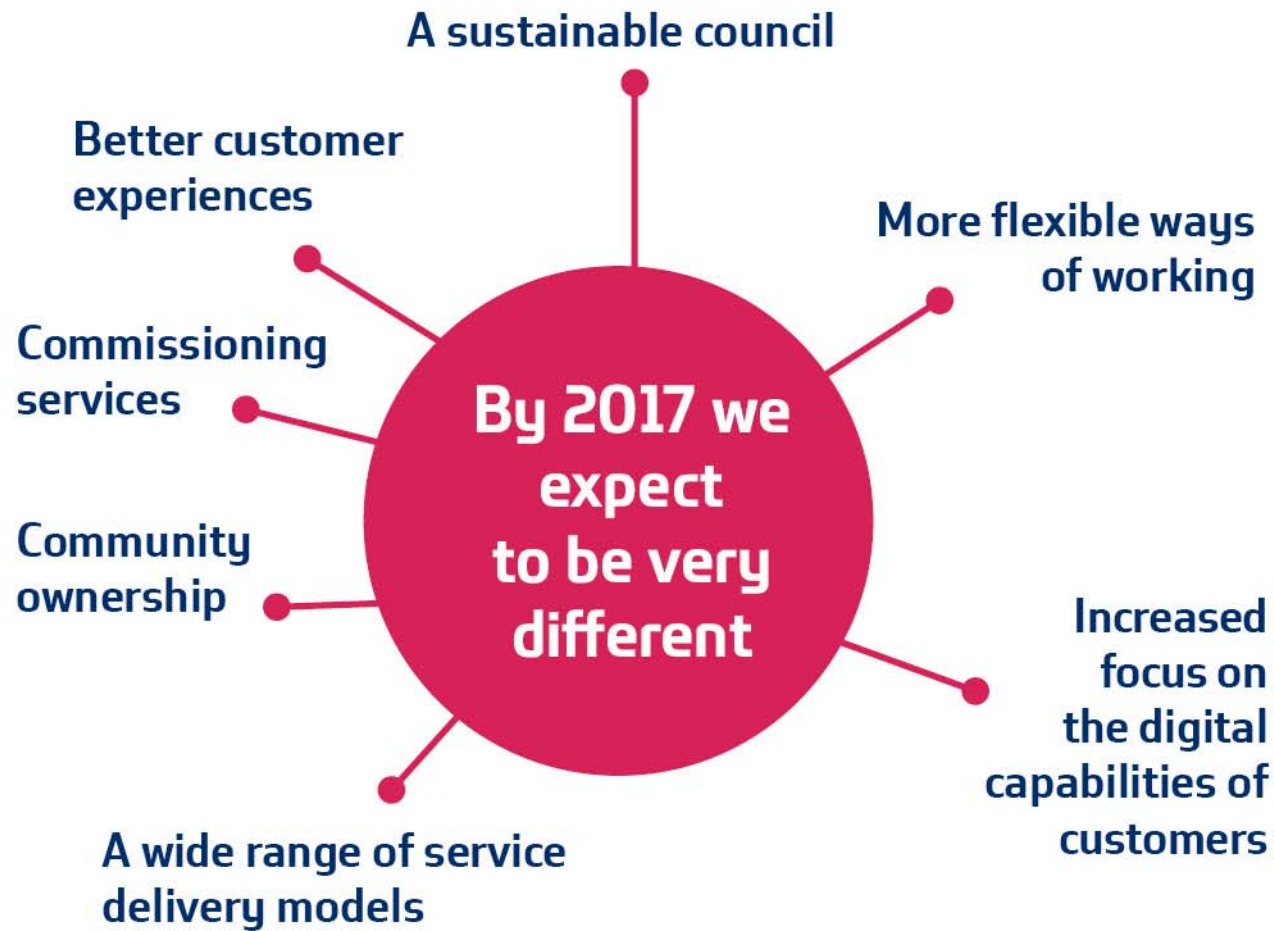 A sustainable council
Better customer
experiences
More flexible ways
of working
Commissioning
services
By 2017 we
expect
to be very
different
Community
ownership
Increased
focus on
the digital
capabilities of
customers
A wide range of service
delivery models